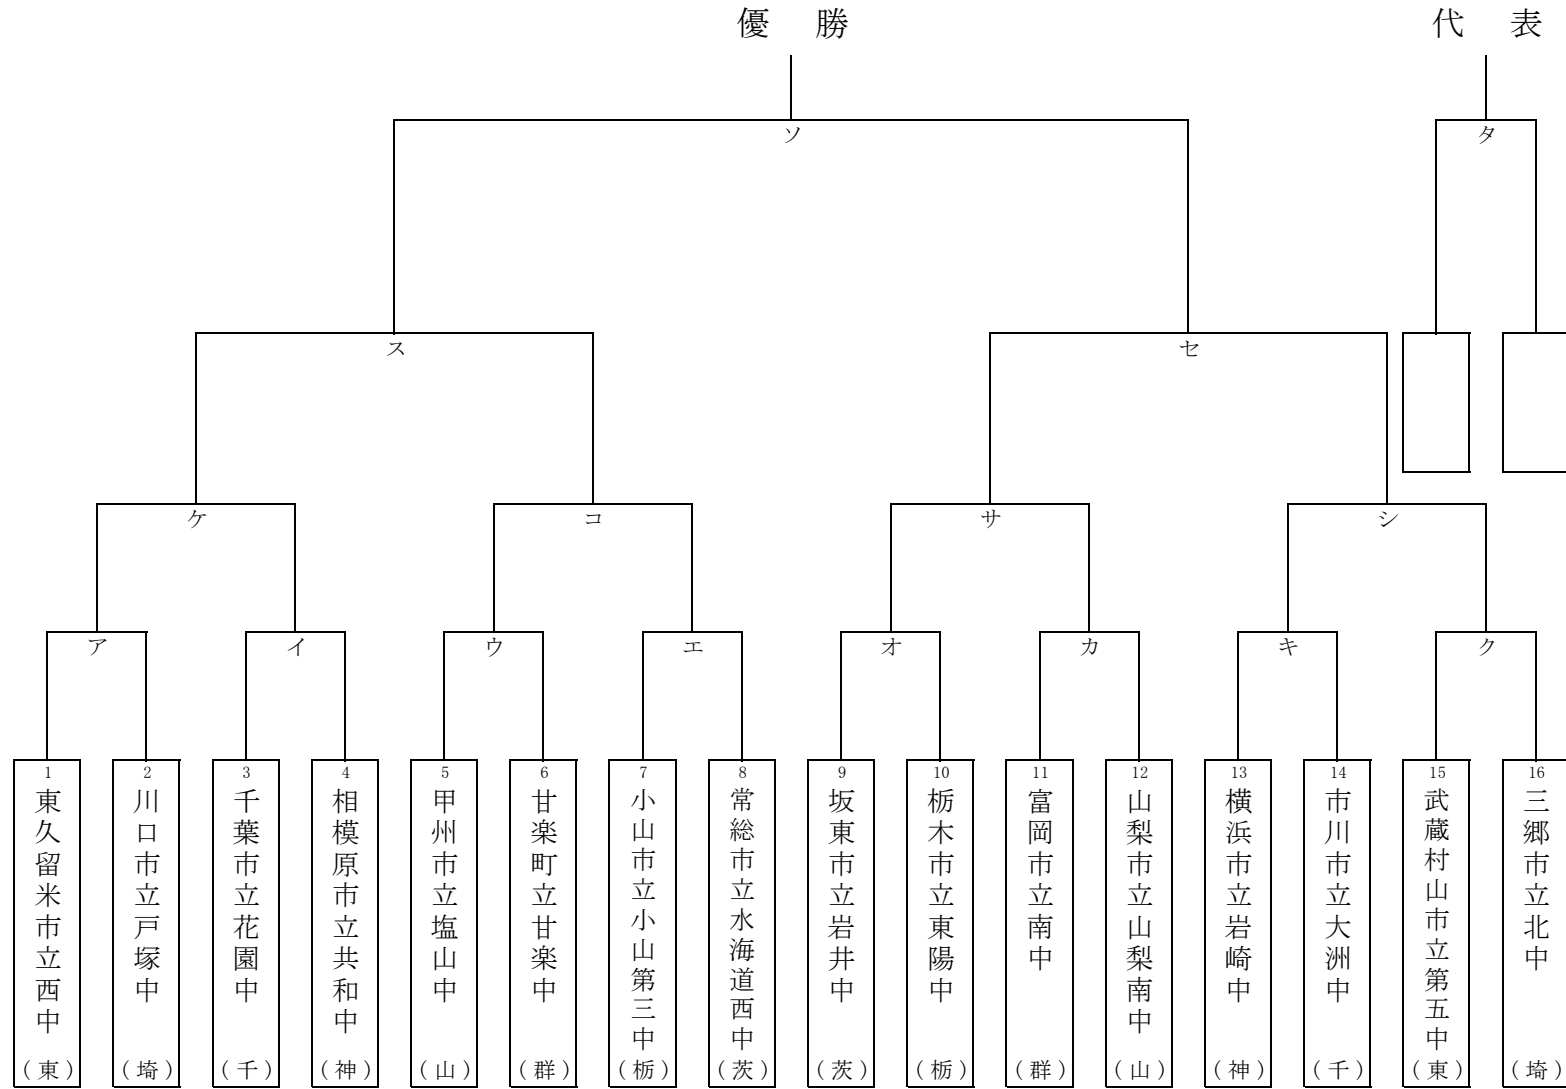 優 勝
代 表
ソ
タ
ス
セ
ケ
コ
サ
シ
ア
イ
ウ
エ
オ
カ
キ
ク
1
東久留米市立西中
(東)
2
川口市立戸塚中
(埼)
3
千葉市立花園中
(千)
4
相模原市立共和中
(神)
5
甲州市立塩山中
(山)
6
甘楽町立甘楽中
(群)
7
小山市立小山第三中
(栃)
8
常総市立水海道西中
(茨)
9
坂東市立岩井中
(茨)
10
栃木市立東陽中
(栃)
11
富岡市立南中
(群)
12
山梨市立山梨南中
(山)
13
横浜市立岩崎中
(神)
14
市川市立大洲中
(千)
15
武蔵村山市立第五中
(東)
16
三郷市立北中
(埼)